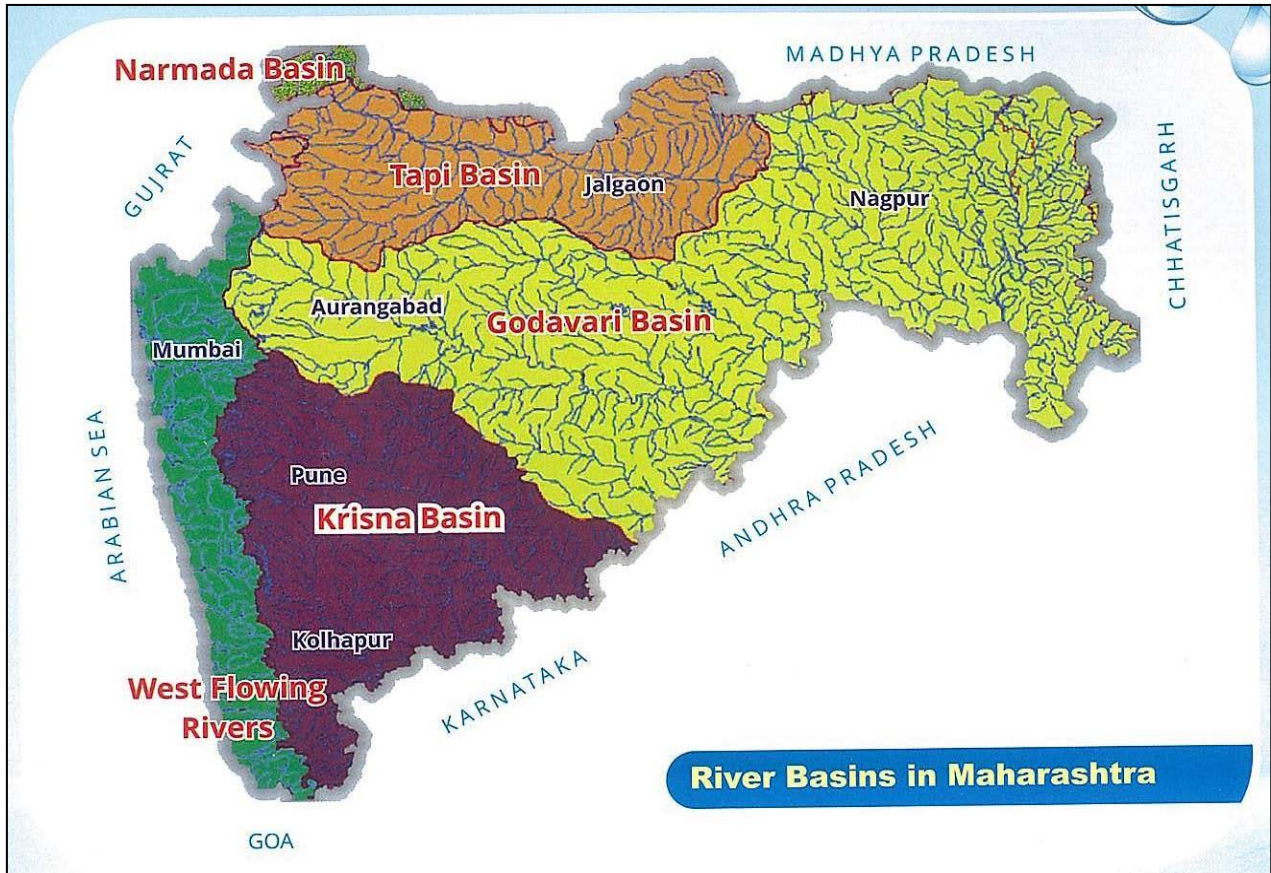 MADHYA PRADESH
Narmada Basin
GUJRAT
CHHATISGARH
Tapi Basin
Jalgaon
Nagpur
Aurangabad
Godavari Basin
Mumbai
ARABIAN SEA
ANDHRA PRADESH
Pune
Krisna Basin
Kolhapur
KARNATAKA
West Flowing
Rivers
River Basins in Maharashtra
GOA